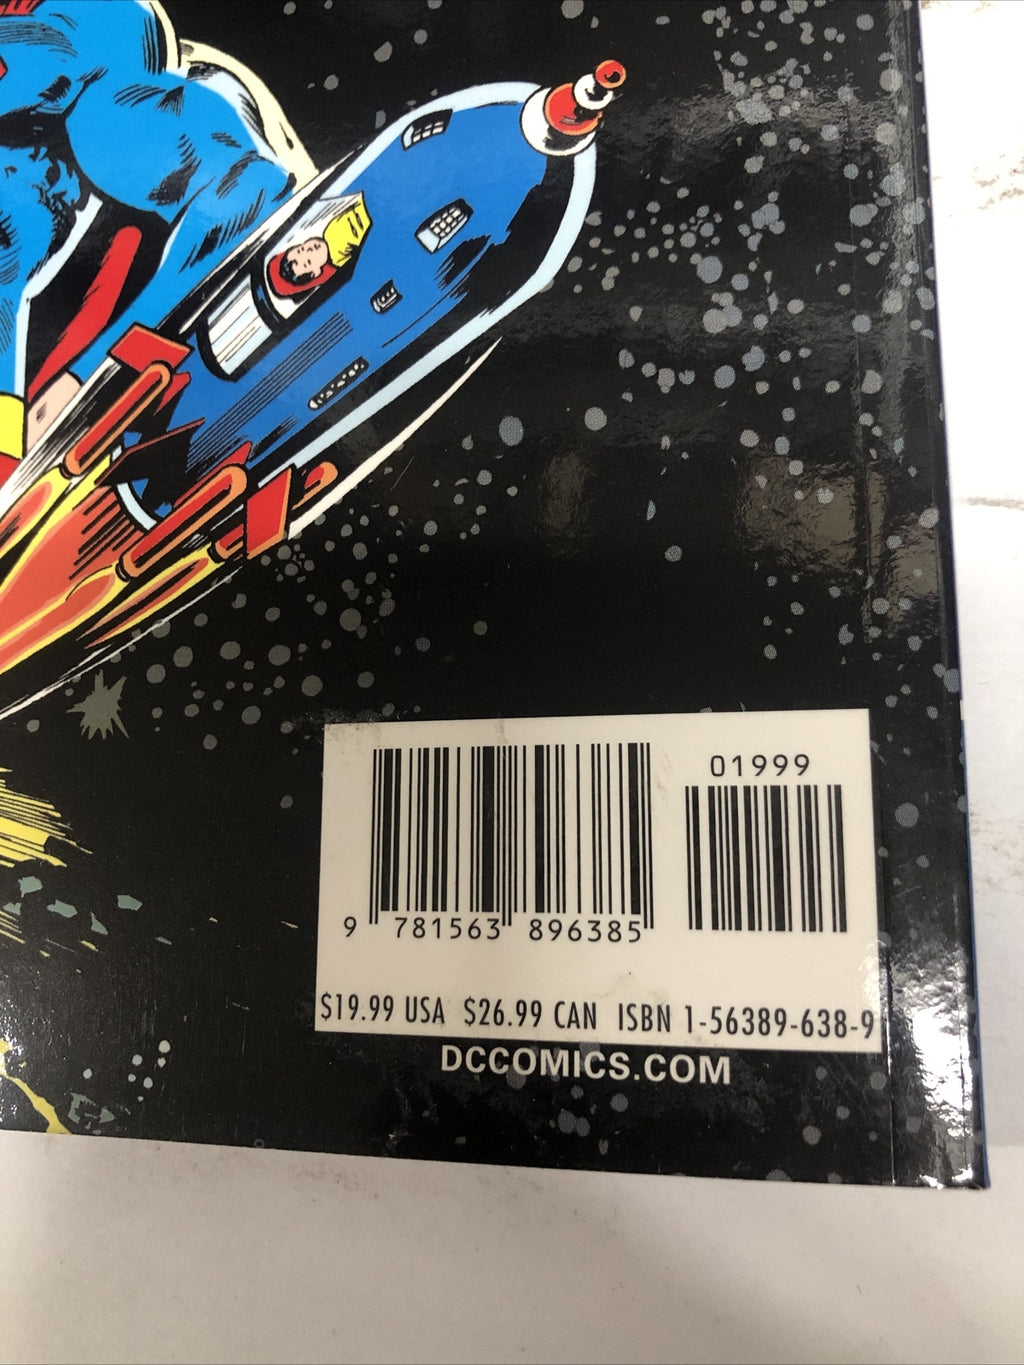 01999
9 781563 896385
$19.99 USA $26.99 CAN ISBN 1-56389-638-9
DCCOMICS.COM